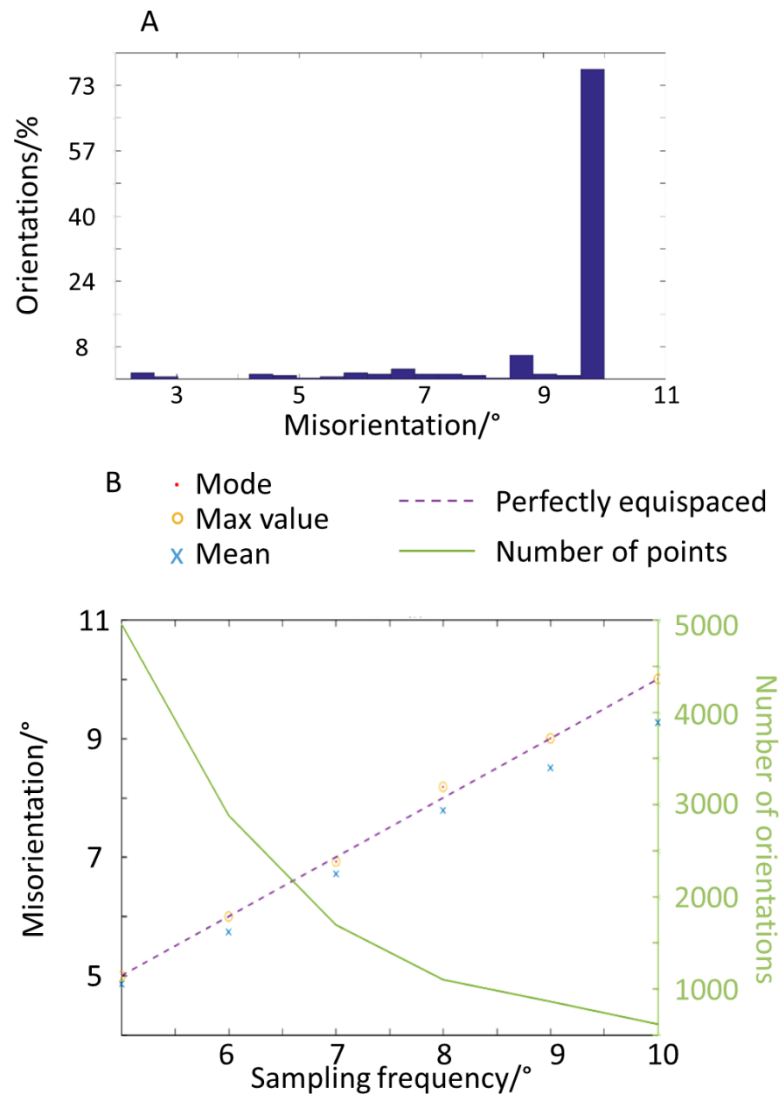 A
73
57
40
24
8
Orientations/%
3 5 7 9 11
Misorientation/°
B
Mode
Max value
Mean
Perfectly equispaced
Number of points
11
9
7
5
Misorientation/°
5000
4000
3000
2000
1000
Number of orientations
6 7 8 9 10
Sampling frequency/°